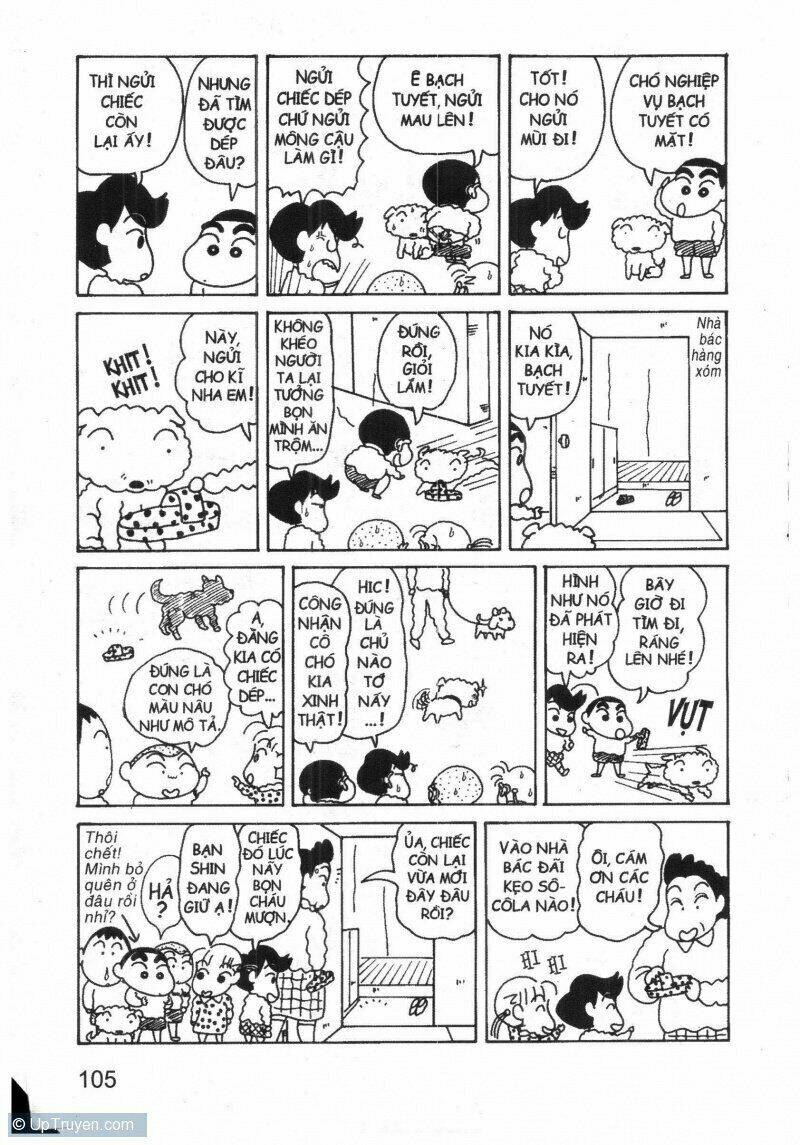 CHÓ NGHIỆP
VỤ BẠCH
TUYẾT CÓ
MẶT!
TỐT!
CHO NÓ
NGỬI
MÙI ĐI!
Ê BẠCH
TUYẾT, NGỬI
MAU LÊN!
NGỬI
CHIẾC DÉP
CHỨ NGỬI
MÔNG CẬU
LÀM GÌ!
NHƯNG
ĐÃ TÌM
ĐƯỢC
DÉP
ĐÂU?
THÌ NGỬI
CHIẾC
CÒN
LẠI ẤY!
Nhà
bác
hàng
xóm
NÓ
KIA KÌA,
BẠCH
TUYẾT!
ĐÚNG
RỒI,
GIỎI
LẮM!
KHÔNG
KHÉO
NGƯỜI
TA LẠI
TƯỞNG
BỌN
MÌNH ĂN
TRỘM...
NÀY,
NGỬI
CHO KĨ
NHA EM!
KHỊT!
KHỊT!
BÂY
GIỜ ĐI
TÌM ĐI,
RÁNG
LÊN NHÉ!
HÌNH
NHƯ NÓ
ĐÃ PHÁT
HIỆN
RA!
VỤT
HIC!
ĐÚNG
LÀ CHỦ
NÀO
TỚ
NẤY
...!
CÔNG
NHẬN
CÔ
CHÓ
KIA
XINH
THẬT!
A,
ĐẰNG
KIA CÓ
CHIẾC
DÉP...
ĐÚNG LÀ
CON CHÓ
MÀU NÂU
NHƯ MÔ TẢ.
ÔI, CÁM
ƠN CÁC
CHÁU!
VÀO NHÀ
BÁC ĐÃI
KẸO SÔ-
CÔLA NÀO!
HI
HI
ỦA, CHIẾC
CÒN LẠI
VỪA MỚI
ĐÂY ĐÂU
RỒI?
CHIẾC
ĐÓ LÚC
NÃY
BỌN
CHÁU
MƯỢN.
BẠN
SHIN
ĐANG
GIỮ Ạ!
HẢ?
Thôi
chết!
Mình bỏ
quên ở
đâu rồi
nhỉ?
105
© UpTruyen.com